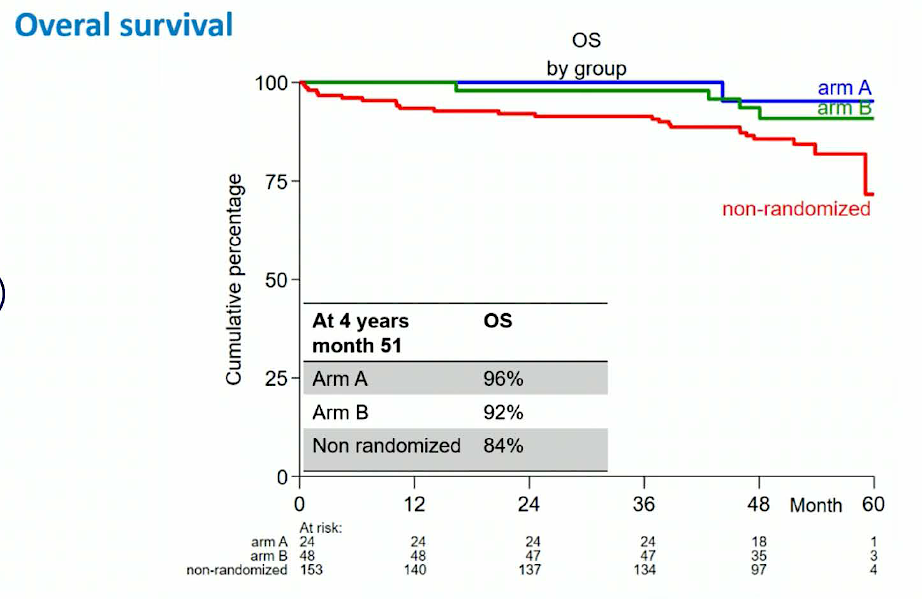 Overal survival
OS
by group
100
75
50
25
0
Cumulative percentage
arm A
arm B
non-randomized
At 4 years OS
month 51
Arm A 96%
Arm B 92%
Non randomized 84%
0 12 24 36 48 Month 60
At risk:
arm A 24 24 24 24 18 1
arm B 48 48 47 47 35 3
non-randomized 153 140 137 134 97 4